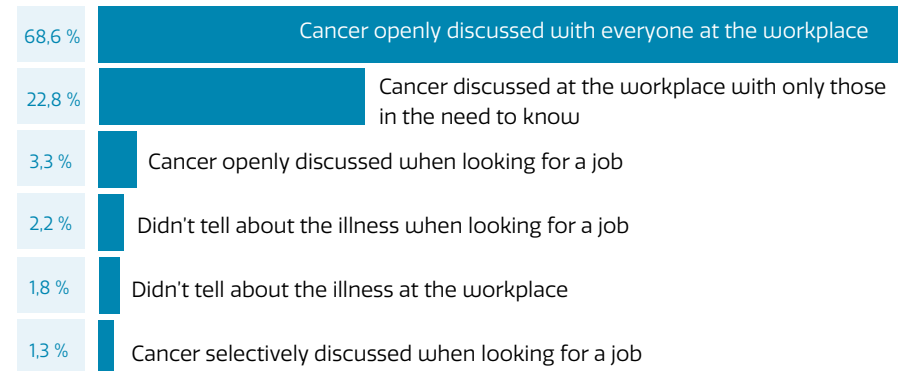 68,6 % Cancer openly discussed with everyone at the workplace
22,8 % Cancer discussed at the workplace with only those
in the need to know
3,3 % Cancer openly discussed when looking for a job
2,2 % Didn't tell about the illness when looking for a job
1,8 % Didn't tell about the illness at the workplace
1,3 % Cancer selectively discussed when looking for a job